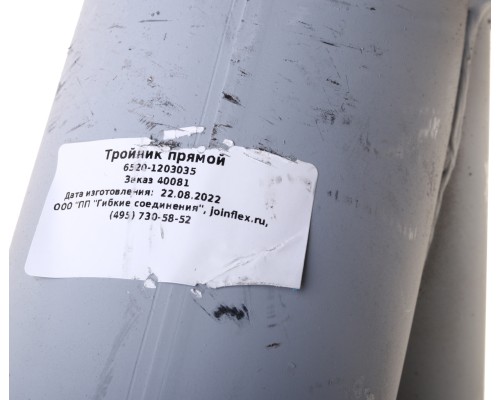 Тройник прямой
6520-1203035
Заказ 40081
Дата изготовления: 22.08.2022
ООО "ПП "Гибкие соединения", joinflex.ru,
(495) 730-58-52